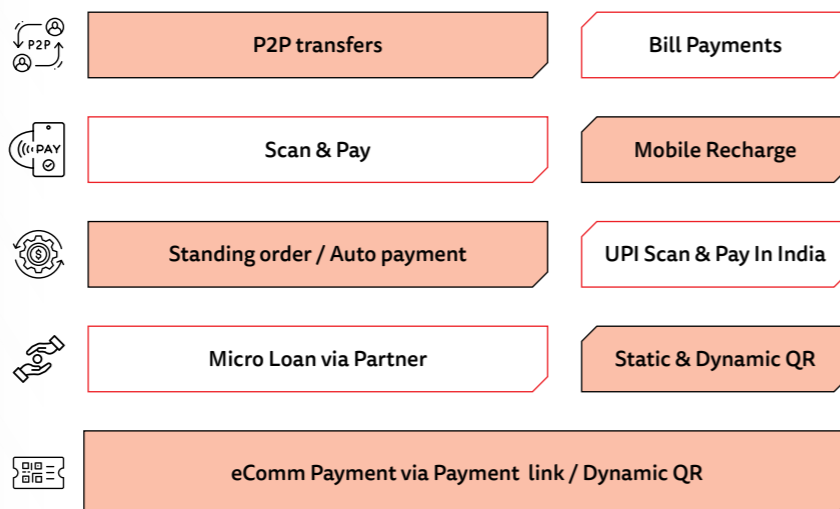 P2P
P2P transfers
Bill Payments
PAY
Scan & Pay
Mobile Recharge
$
Standing order / Auto payment
UPI Scan & Pay In India
Micro Loan via Partner
Static & Dynamic QR
eComm Payment via Payment link / Dynamic QR